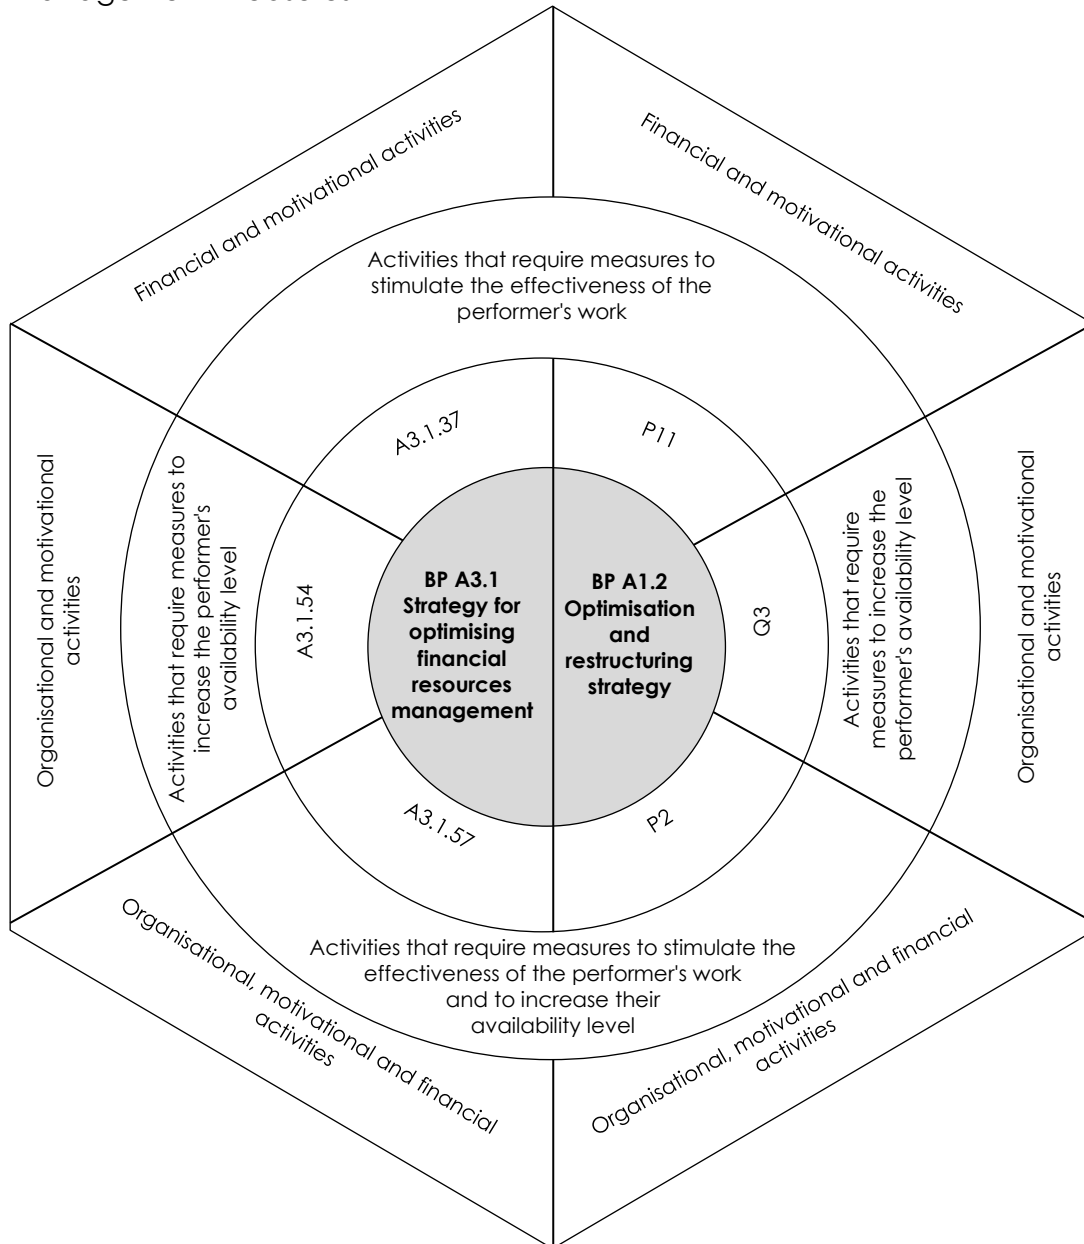 Financial and motivational activities
Financial and motivational activities
Activities that require measures to
stimulate the effectiveness of the
performer's work
A3.1.37
P11
Organisational and motivational
activities
Activities that require measures to
increase the performer's
availability level
A3.1.54
BP A3.1
Strategy for
optimising
financial
resources
management
BP A1.2
Optimisation
and
restructuring
strategy
Q3
Activities that require
measures to increase the
performer's availability level
Organisational and motivational
activities
A3.1.57
P2
Activities that require measures to stimulate the
effectiveness of the performer's work
and to increase their
availability level
Organisational, motivational and financial
activities
Organisational, motivational and financial
activities